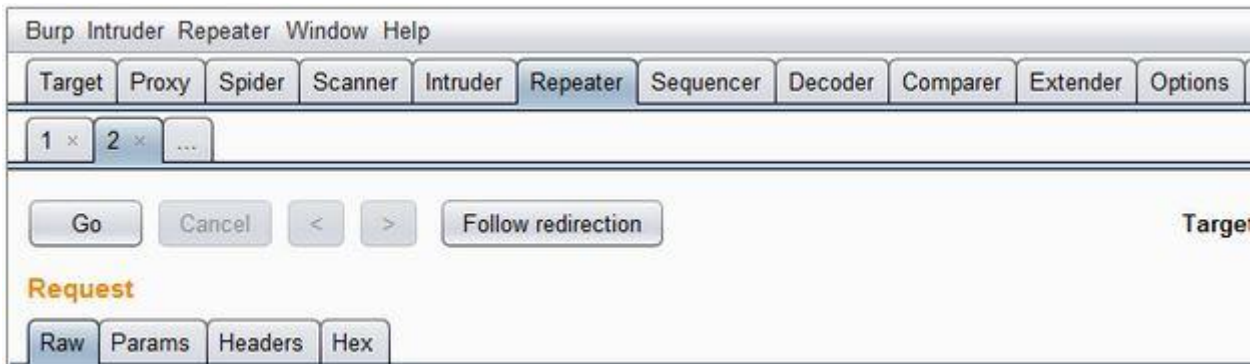 Burp Intruder Repeater Window Help
Target Proxy Spider Scanner Intruder Repeater Sequencer Decoder Comparer Extender Options
1 × 2 × ...
Go Cancel < > Follow redirection Target
Request
Raw Params Headers Hex